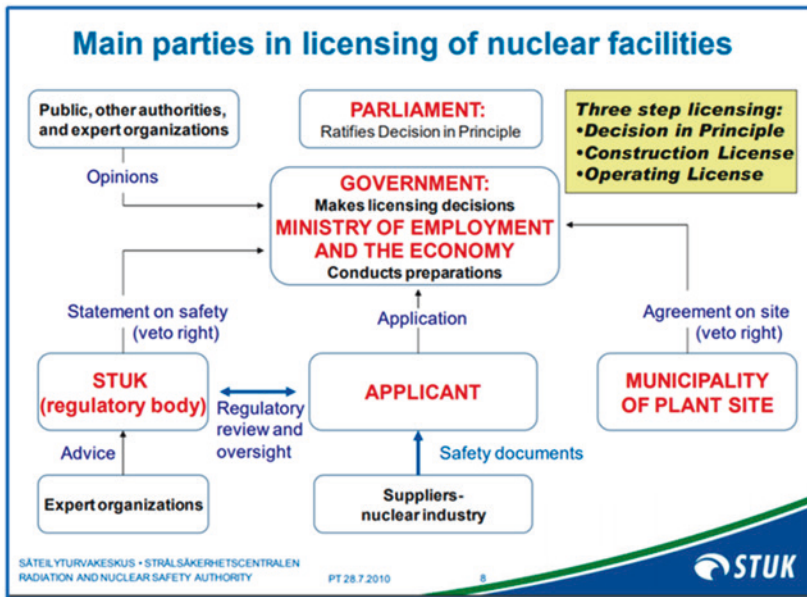 Main parties in licensing of nuclear facilities
Public, other authorities,
and expert organizations
PARLIAMENT:
Ratifies Decision in Principle
Three step licensing:
•Decision in Principle
•Construction License
•Operating License
Opinions
GOVERNMENT:
Makes licensing decisions
MINISTRY OF EMPLOYMENT
AND THE ECONOMY
Conducts preparations
Statement on safety
(veto right)
Application
Agreement on site
(veto right)
STUK
(regulatory body)
Regulatory
review and
oversight
APPLICANT
MUNICIPALITY
OF PLANT SITE
Advice
Safety documents
Expert organizations
Suppliers-
nuclear industry
SÄTEILYTURVAKESKUS • STRÅLSÄKERHETSCENTRALEN
RADIATION AND NUCLEAR SAFETY AUTHORITY
PT 28.7.2010
8
STUK